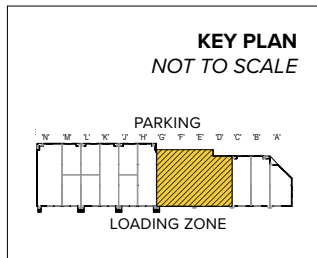 KEY PLAN
NOT TO SCALE
PARKING
'N' 'M' 'L' 'K' 'J' 'H' 'G' 'F' 'E' 'D' 'C' 'B' 'A'
LOADING ZONE